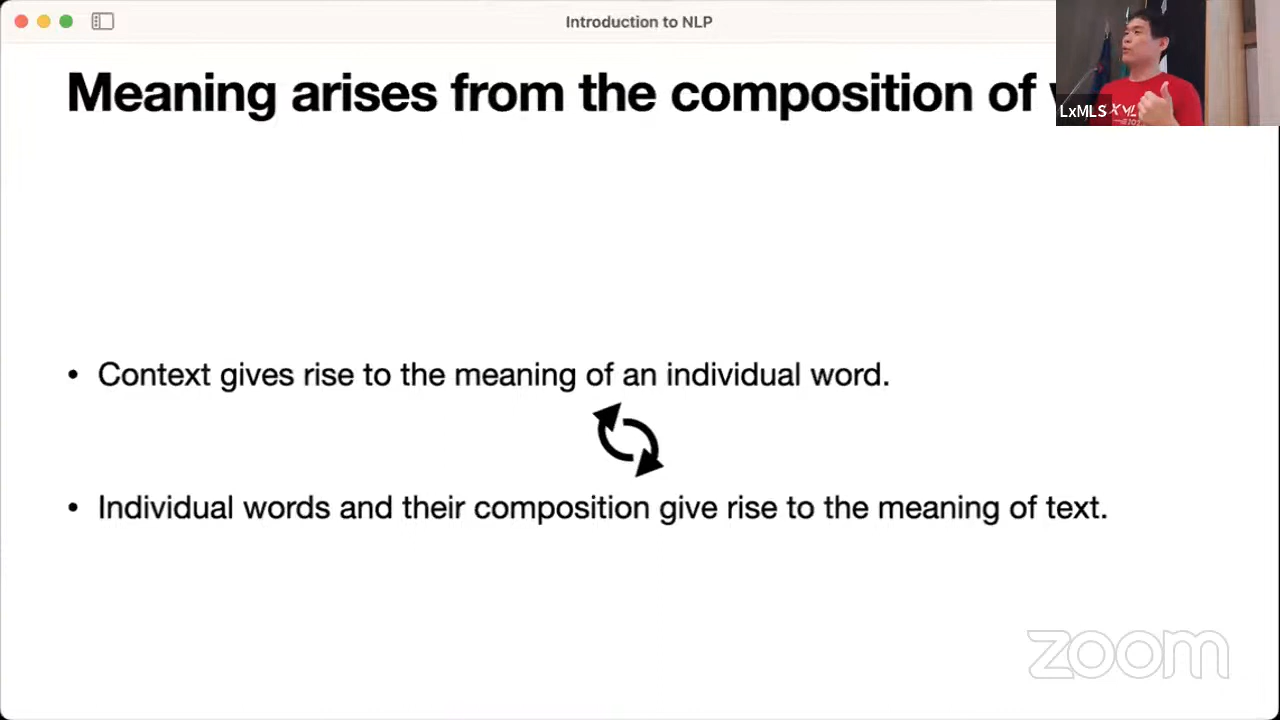 Introduction to NLP
Meaning arises from the composition of
LxMLS
• Context gives rise to the meaning of an individual word.
• Individual words and their composition give rise to the meaning of text.
zoom